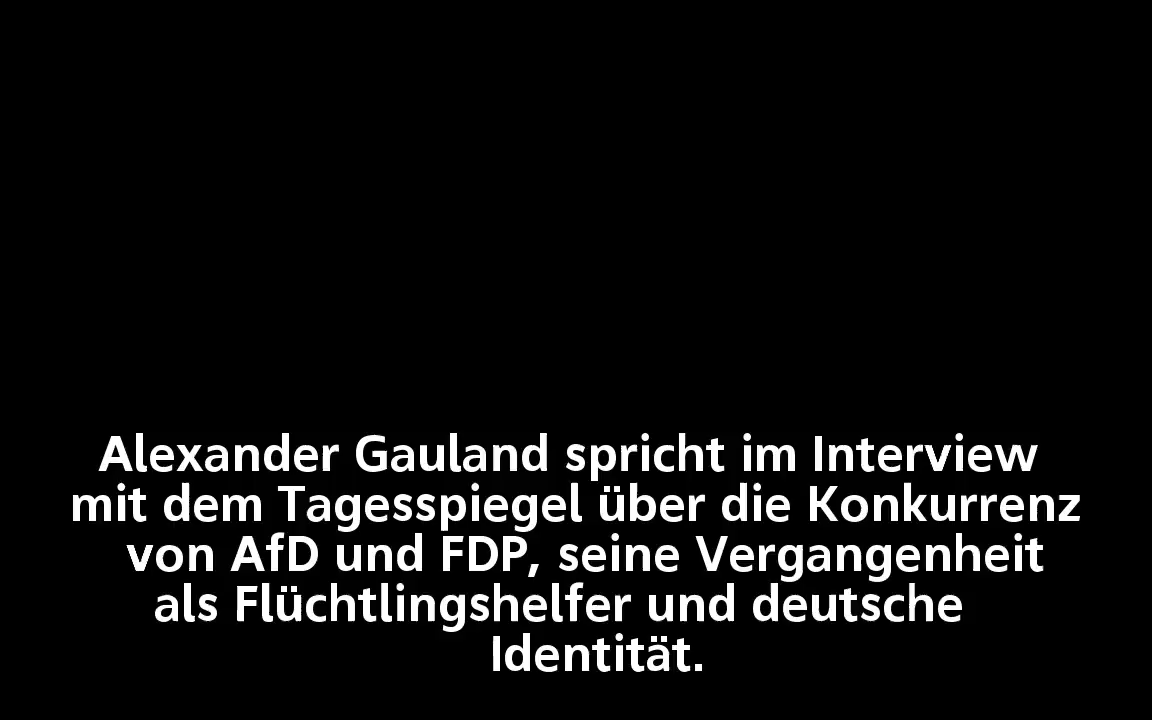 Alexander Gauland spricht im Interview
mit dem Tagesspiegel über die Konkurrenz
von AfD und FDP, seine Vergangenheit
als Flüchtlingshelfer und deutsche
Identität.